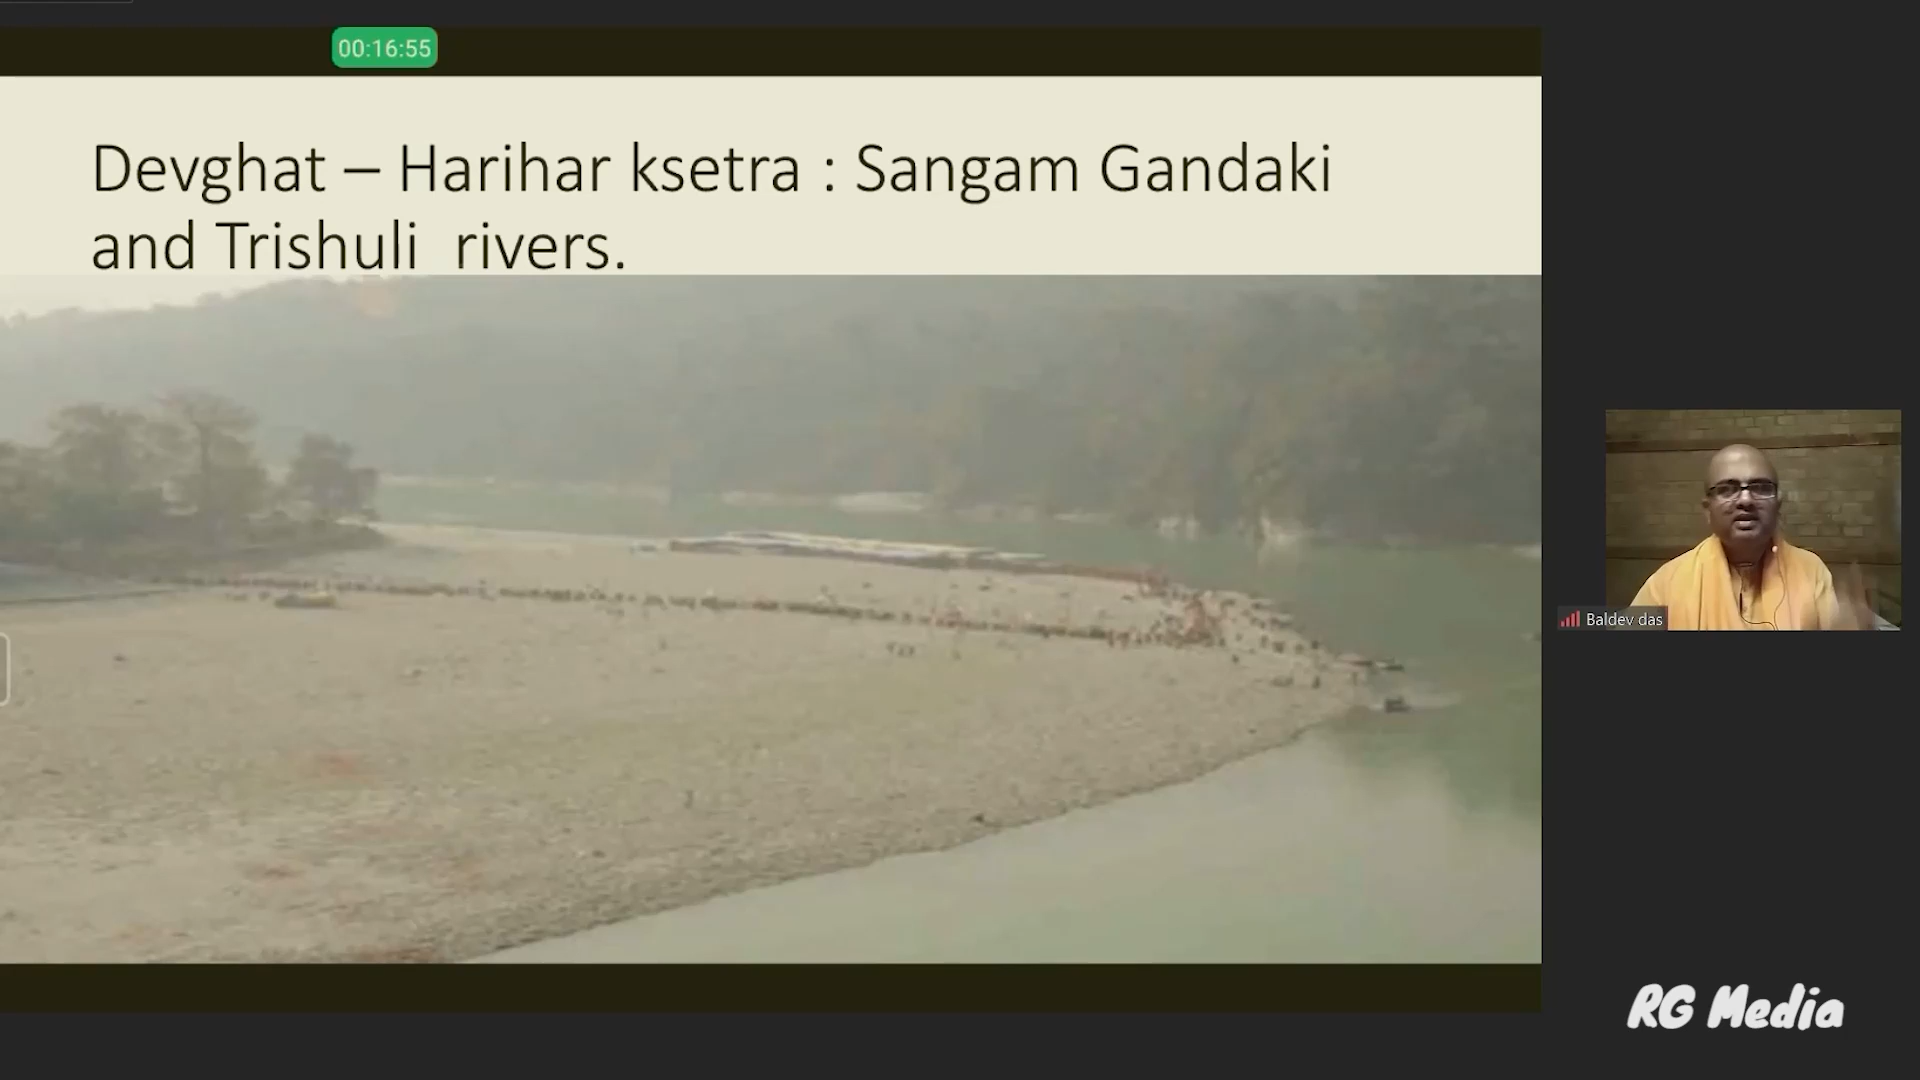 00:16:55
Devghat – Harihar ksetra : Sangam Gandaki
and Trishuli  rivers.
Baldev das
RG Media